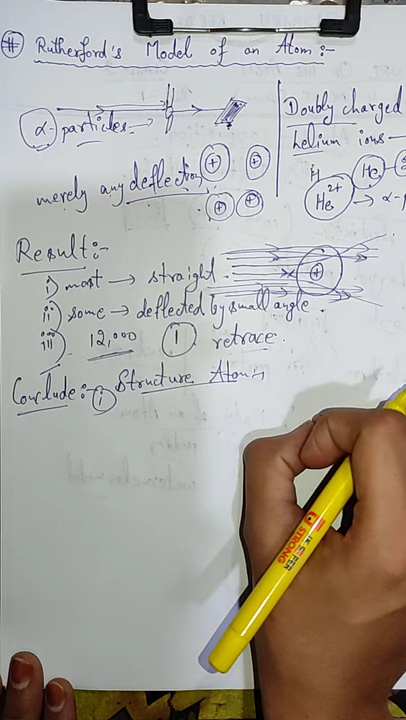 # Rutherford's Model of an Atom:-
α-particles
merely any deflection
+ +
+ +
Doubly charged
helium ions
H He
He2+ → α-p
Result:-
i) most → straight.
+
ii) some → deflected by small angle.
iii) 12,000 1 retrace.
Conclude:- i Structure Atom:-
STRONG